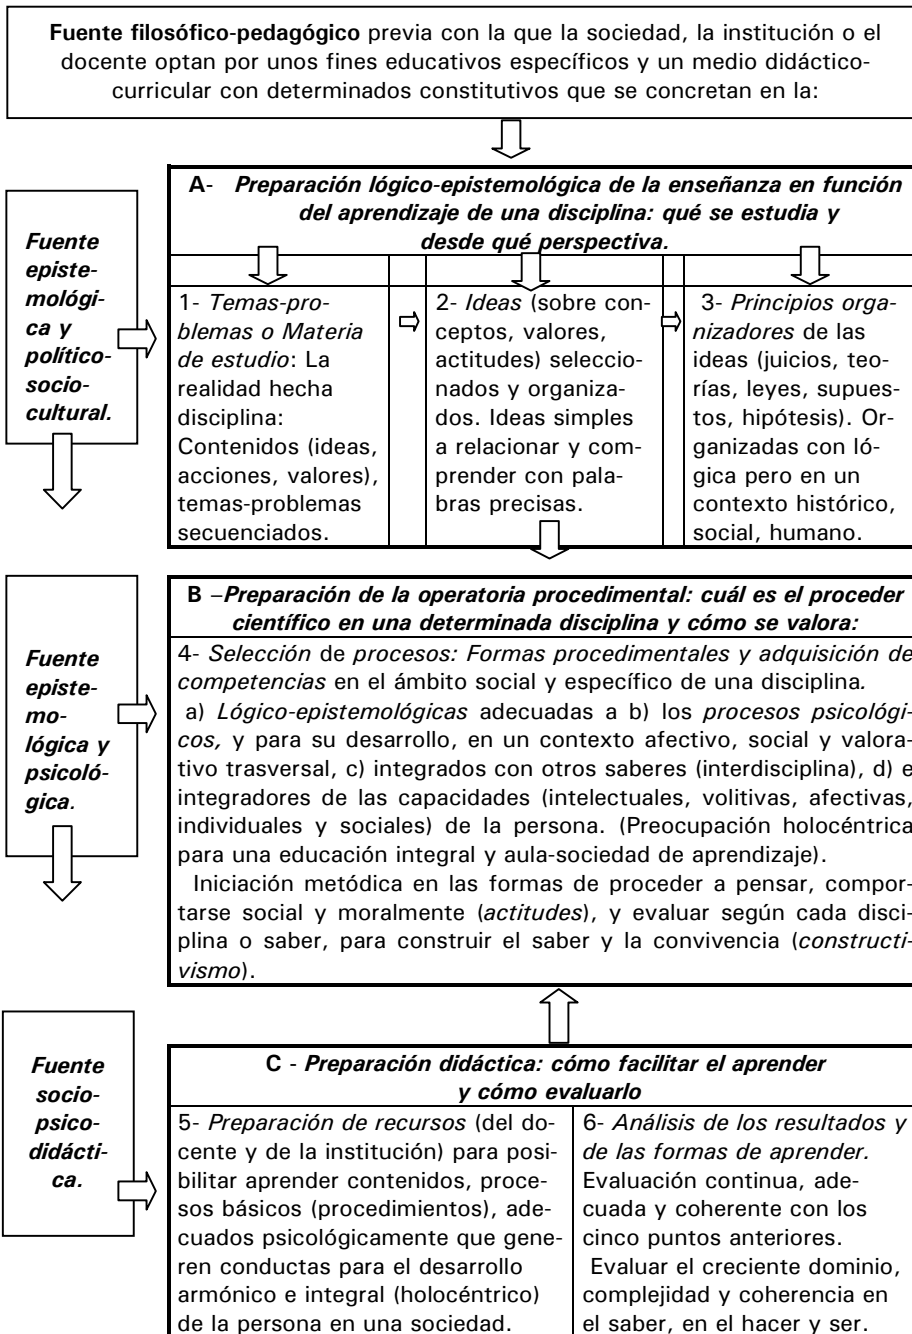 Fuente filosófico-pedagógico previa con la que la sociedad, la institución o el
docente optan por unos fines educativos específicos y un medio didáctico-
curricular con determinados constitutivos que se concretan en la:
Fuente
episte-
mológi-
ca y
político-
socio-
cultural.
A- Preparación lógico-epistemológica de la enseñanza en función
del aprendizaje de una disciplina: qué se estudia y
desde qué perspectiva.
1- Temas-pro-
blemas o Materia
de estudio: La
realidad hecha
disciplina:
Contenidos (ideas,
acciones, valores),
temas-problemas
secuenciados.
2- Ideas (sobre con-
ceptos, valores,
actitudes) seleccio-
nados y organiza-
dos. Ideas simples
a relacionar y com-
prender con pala-
bras precisas.
3- Principios orga-
nizadores de las
ideas (juicios, teo-
rías, leyes, supues-
tos, hipótesis). Or-
ganizadas con ló-
gica pero en un
contexto histórico,
social, humano.
Fuente
episte-
mo-
lógica y
psicoló-
gica.
B –Preparación de la operatoria procedimental: cuál es el proceder
científico en una determinada disciplina y cómo se valora:
4- Selección de procesos: Formas procedimentales y adquisición de
competencias en el ámbito social y específico de una disciplina.
a) Lógico-epistemológicas adecuadas a b) los procesos psicológi-
cos, y para su desarrollo, en un contexto afectivo, social y valora-
tivo trasversal, c) integrados con otros saberes (interdisciplina), d) e
integradores de las capacidades (intelectuales, volitivas, afectivas,
individuales y sociales) de la persona. (Preocupación holocéntrica
para una educación integral y aula-sociedad de aprendizaje).
Iniciación metódica en las formas de proceder a pensar, compor-
tarse social y moralmente (actitudes), y evaluar según cada disci-
plina o saber, para construir el saber y la convivencia (constructi-
vismo).
Fuente
socio-
psico-
didácti-
ca.
C - Preparación didáctica: cómo facilitar el aprender
y cómo evaluarlo
5- Preparación de recursos (del do-
cente y de la institución) para posi-
bilitar aprender contenidos, proce-
sos básicos (procedimientos), ade-
cuados psicológicamente que gene-
ren conductas para el desarrollo
armónico e integral (holocéntrico)
de la persona en una sociedad.
6- Análisis de los resultados y
de las formas de aprender.
Evaluación continua, ade-
cuada y coherente con los
cinco puntos anteriores.
Evaluar el creciente dominio,
complejidad y coherencia en
el saber, en el hacer y ser.